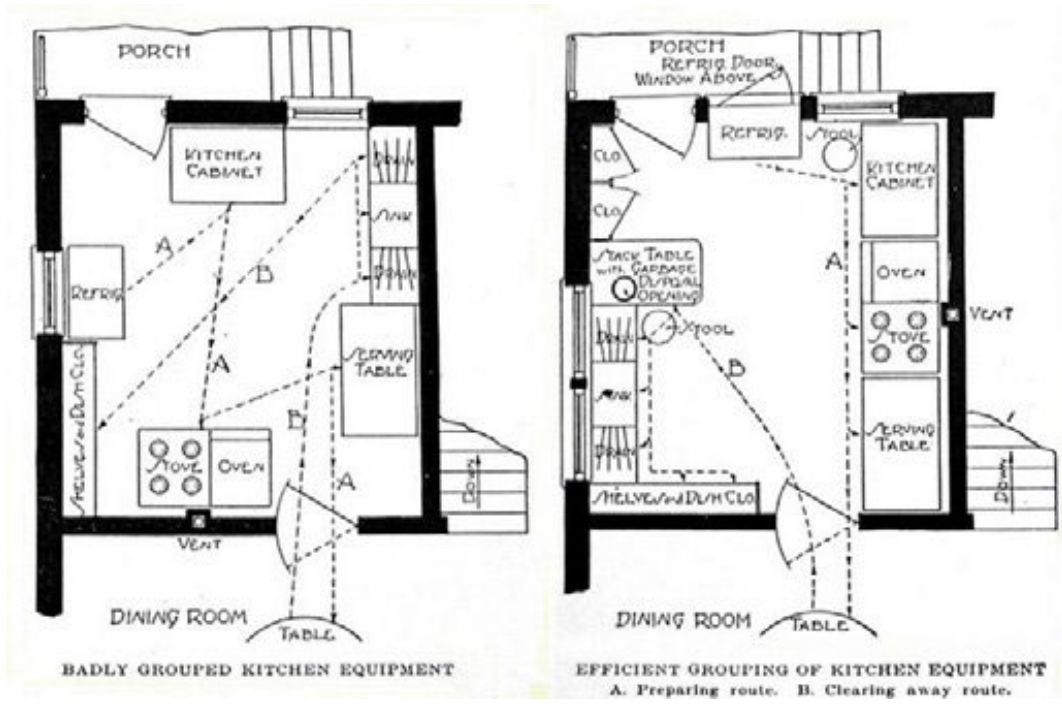 PORCH
KITCHEN
CABINET
DRAIN
SINK
DRAIN
A
B
REFRIG.
A
SERVING
TABLE
B
SHELVES and DISH CLO.
STOVE
OVEN
A
DOWN
VENT
DINING ROOM
TABLE
BADLY GROUPED KITCHEN EQUIPMENT
PORCH
REFRIG. DOOR
WINDOW ABOVE
REFRIG.
STOOL
CLO.
CLO.
KITCHEN
CABINET
STACK TABLE
with GARBAGE
DISPOSAL
OPENING
A
OVEN
VENT
STOOL
DRAIN
STOVE
B
SINK
DRAIN
SERVING
TABLE
SHELVES and DISH CLO.
DOWN
DINING ROOM
TABLE
EFFICIENT GROUPING OF KITCHEN EQUIPMENT
A. Preparing route. B. Clearing away route.